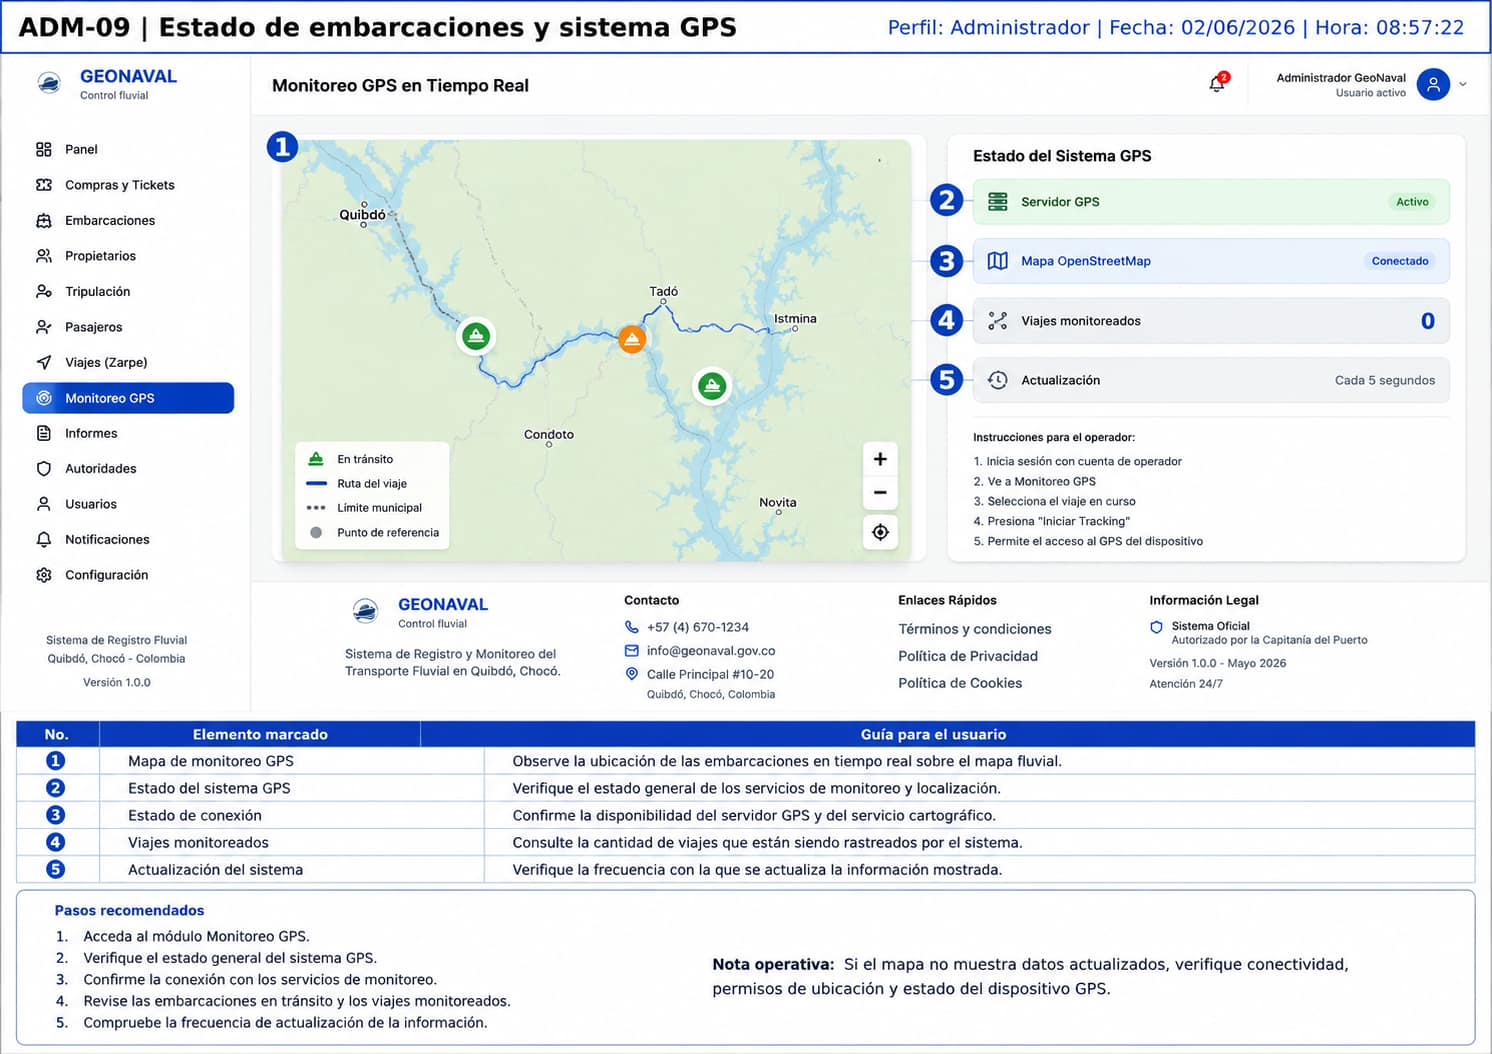 ADM-09 | Estado de embarcaciones y sistema GPS
Perfil: Administrador | Fecha: 02/06/2026 | Hora: 08:57:22
GEONAVAL
Control fluvial
Panel
Compras y Tickets
Embarcaciones
Propietarios
Tripulación
Pasajeros
Viajes (Zarpe)
Monitoreo GPS
Informes
Autoridades
Usuarios
Notificaciones
Configuración
Sistema de Registro Fluvial
Quibdó, Chocó - Colombia
Versión 1.0.0
Monitoreo GPS en Tiempo Real
2
Administrador GeoNaval
Usuario activo
1
Quibdó
Tadó
Istmina
Condoto
Novita
En tránsito
Ruta del viaje
Límite municipal
Punto de referencia
+
−
Estado del Sistema GPS
2
Servidor GPS
Activo
3
Mapa OpenStreetMap
Conectado
4
Viajes monitoreados
0
5
Actualización
Cada 5 segundos
Instrucciones para el operador:
1. Inicia sesión con cuenta de operador
2. Ve a Monitoreo GPS
3. Selecciona el viaje en curso
4. Presiona "Iniciar Tracking"
5. Permite el acceso al GPS del dispositivo
GEONAVAL
Control fluvial
Sistema de Registro y Monitoreo del
Transporte Fluvial en Quibdó, Chocó.
Contacto
+57 (4) 670-1234
info@geonaval.gov.co
Calle Principal #10-20
Quibdó, Chocó, Colombia
Enlaces Rápidos
Términos y condiciones
Política de Privacidad
Política de Cookies
Información Legal
Sistema Oficial
Autorizado por la Capitanía del Puerto
Versión 1.0.0 - Mayo 2026
Atención 24/7
No. Elemento marcado Guía para el usuario
1 Mapa de monitoreo GPS Observe la ubicación de las embarcaciones en tiempo real sobre el mapa fluvial.
2 Estado del sistema GPS Verifique el estado general de los servicios de monitoreo y localización.
3 Estado de conexión Confirme la disponibilidad del servidor GPS y del servicio cartográfico.
4 Viajes monitoreados Consulte la cantidad de viajes que están siendo rastreados por el sistema.
5 Actualización del sistema Verifique la frecuencia con la que se actualiza la información mostrada.
Pasos recomendados
1. Acceda al módulo Monitoreo GPS.
2. Verifique el estado general del sistema GPS.
3. Confirme la conexión con los servicios de monitoreo.
4. Revise las embarcaciones en tránsito y los viajes monitoreados.
5. Compruebe la frecuencia de actualización de la información.
Nota operativa: Si el mapa no muestra datos actualizados, verifique conectividad,
permisos de ubicación y estado del dispositivo GPS.